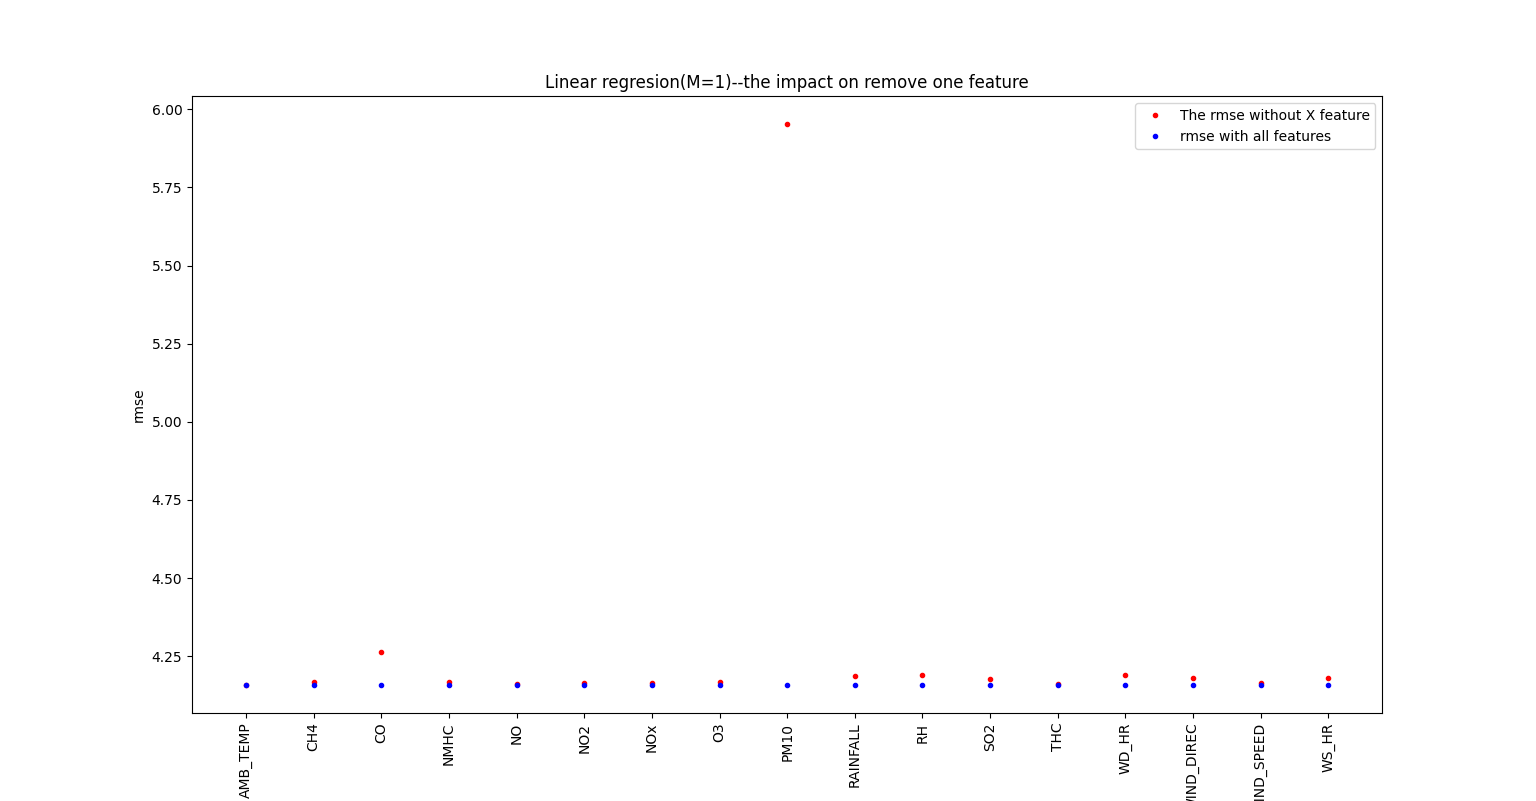 Linear regresion(M=1)--the impact on remove one feature
The rmse without X feature
rmse with all features
6.00
5.75
5.50
5.25
5.00
4.75
4.50
4.25
rmse
AMB_TEMP
CH4
CO
NMHC
NO
NO2
NOx
O3
PM10
RAINFALL
RH
SO2
THC
WD_HR
IND_DIREC
IND_SPEED
WS_HR